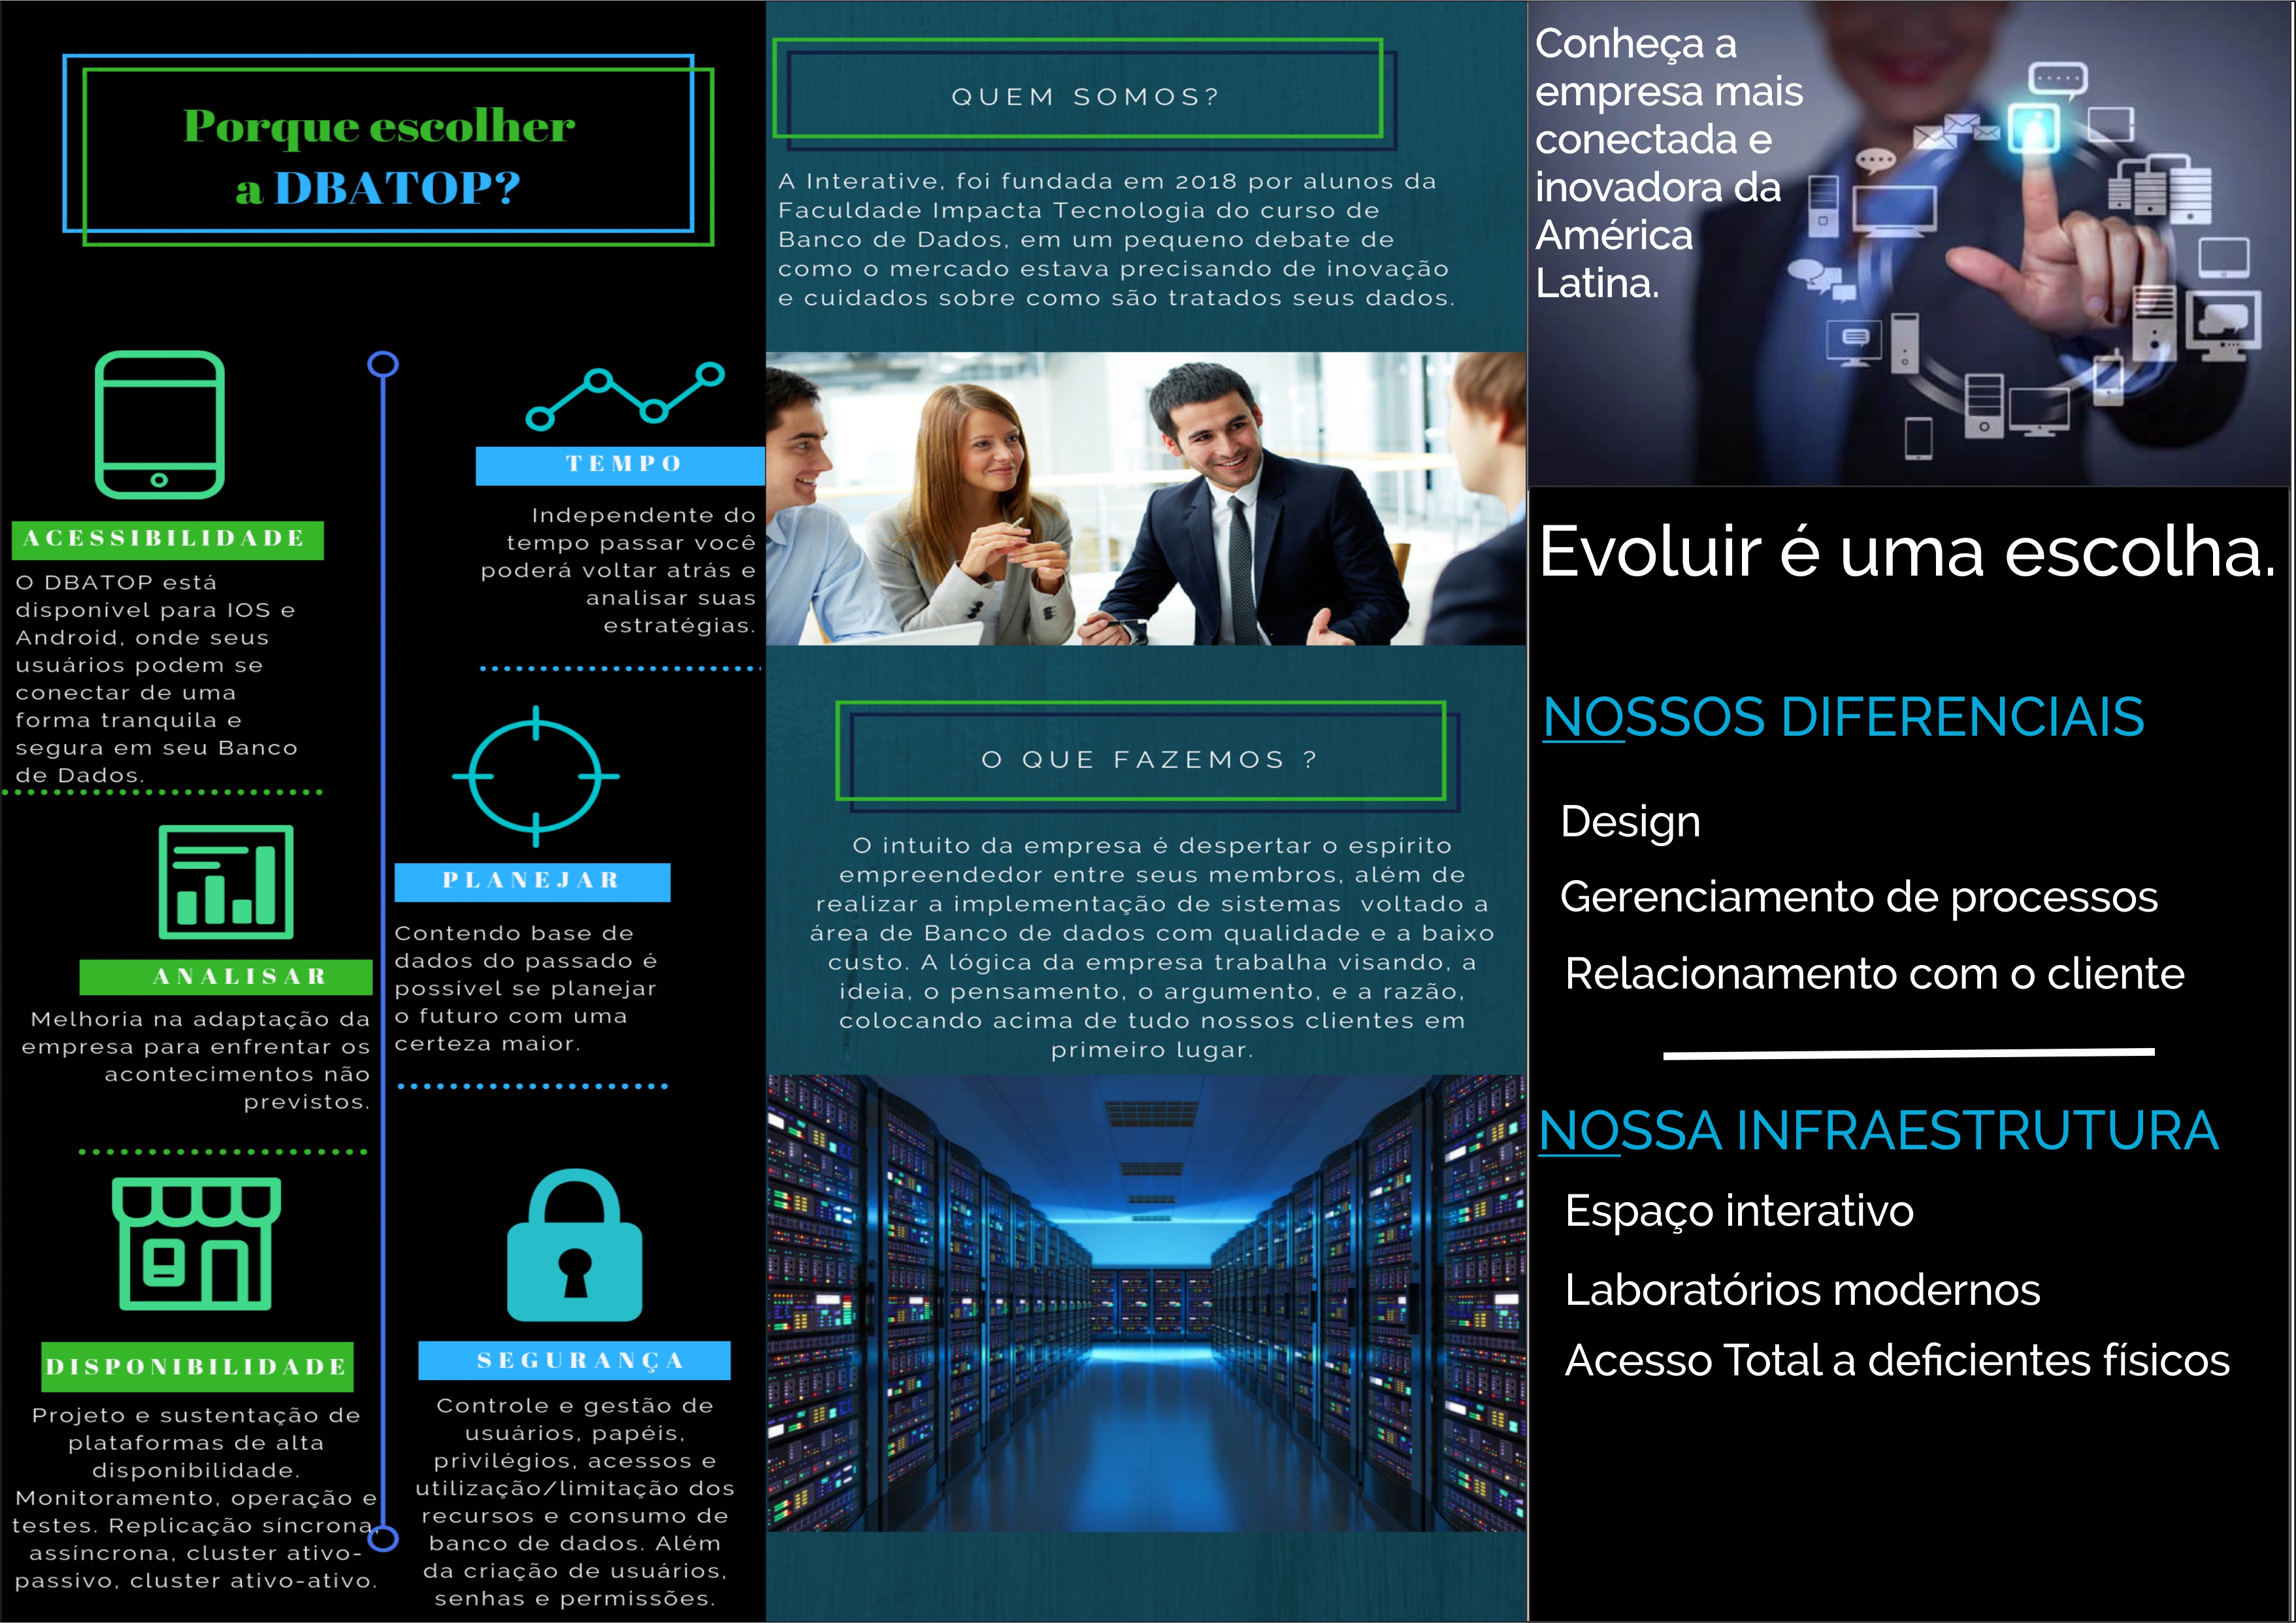 Porque escolher
a DBATOP?
ACESSIBILIDADE
O DBATOP está
disponível para IOS e
Android, onde seus
usuários podem se
conectar de uma
forma tranquila e
segura em seu Banco
de Dados.
ANALISAR
Melhoria na adaptação da
empresa para enfrentar os
acontecimentos não
previstos.
DISPONIBILIDADE
Projeto e sustentação de
plataformas de alta
disponibilidade.
Monitoramento, operação e
testes. Replicação síncrona,
assíncrona, cluster ativo-
passivo, cluster ativo-ativo.
TEMPO
Independente do
tempo passar você
poderá voltar atrás e
analisar suas
estratégias.
PLANEJAR
Contendo base de
dados do passado é
possível se planejar
o futuro com uma
certeza maior.
SEGURANÇA
Controle e gestão de
usuários, papéis,
privilégios, acessos e
utilização/limitação dos
recursos e consumo de
banco de dados. Além
da criação de usuários,
senhas e permissões.
QUEM SOMOS?
A Interative, foi fundada em 2018 por alunos da
Faculdade Impacta Tecnologia do curso de
Banco de Dados, em um pequeno debate de
como o mercado estava precisando de inovação
e cuidados sobre como são tratados seus dados.
O QUE FAZEMOS ?
O intuito da empresa é despertar o espírito
empreendedor entre seus membros, além de
realizar a implementação de sistemas voltado a
área de Banco de dados com qualidade e a baixo
custo. A lógica da empresa trabalha visando, a
ideia, o pensamento, o argumento, e a razão,
colocando acima de tudo nossos clientes em
primeiro lugar.
Conheça a
empresa mais
conectada e
inovadora da
América
Latina.
Evoluir é uma escolha.
NOSSOS DIFERENCIAIS
Design
Gerenciamento de processos
Relacionamento com o cliente
NOSSA INFRAESTRUTURA
Espaço interativo
Laboratórios modernos
Acesso Total a deficientes físicos